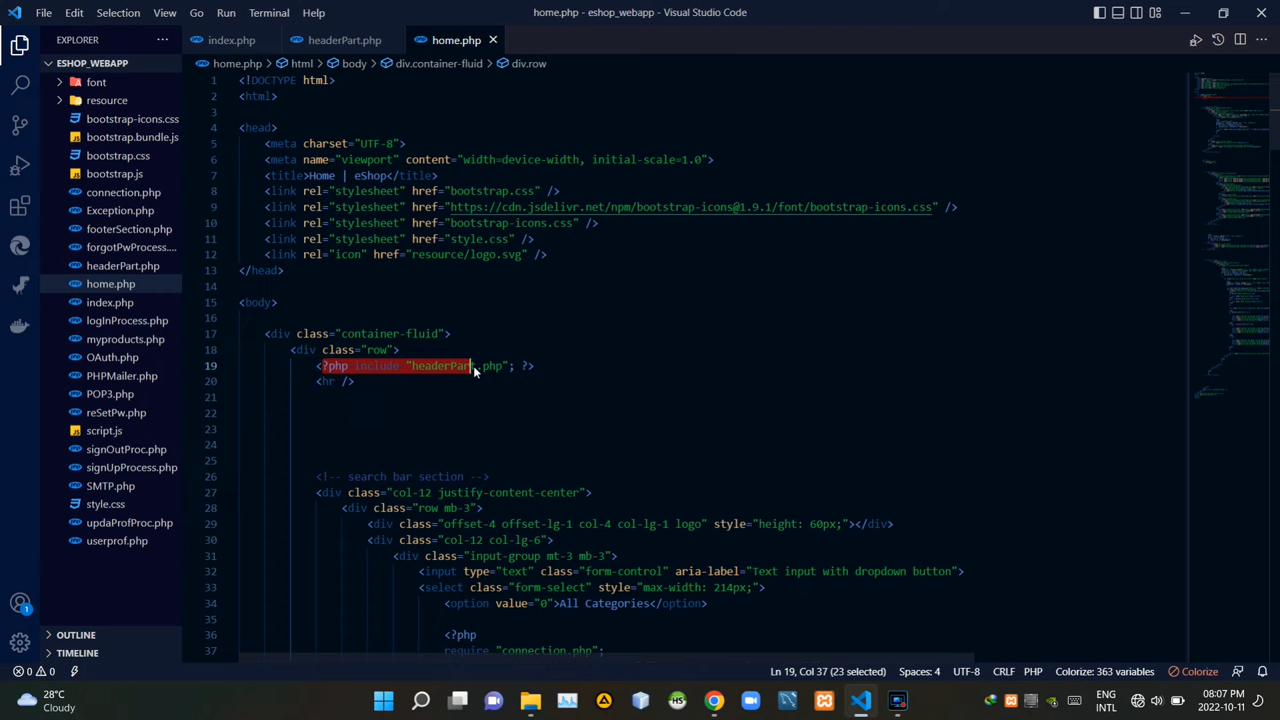 File Edit Selection View Go Run Terminal Help
home.php - eshop_webapp - Visual Studio Code
EXPLORER
index.php headerPart.php home.php
ESHOP_WEBAPP
home.php > html > body > div.container-fluid > div.row
font
resource
bootstrap-icons.css
bootstrap.bundle.js
bootstrap.css
bootstrap.js
connection.php
Exception.php
footerSection.php
forgotPwProcess....
headerPart.php
home.php
index.php
logInProcess.php
myproducts.php
OAuth.php
PHPMailer.php
POP3.php
reSetPw.php
script.js
signOutProc.php
signUpProcess.php
SMTP.php
style.css
updaProfProc.php
userprof.php
OUTLINE
TIMELINE
1 <!DOCTYPE html>
2 <html>
3
4 <head>
5 <meta charset="UTF-8">
6 <meta name="viewport" content="width=device-width, initial-scale=1.0">
7 <title>Home | eShop</title>
8 <link rel="stylesheet" href="bootstrap.css" />
9 <link rel="stylesheet" href="https://cdn.jsdelivr.net/npm/bootstrap-icons@1.9.1/font/bootstrap-icons.css" />
10 <link rel="stylesheet" href="bootstrap-icons.css" />
11 <link rel="stylesheet" href="style.css" />
12 <link rel="icon" href="resource/logo.svg" />
13 </head>
14
15 <body>
16
17 <div class="container-fluid">
18 <div class="row">
19 <?php include "headerPart.php"; ?>
20 <hr />
21
22
23
24
25
26 <!-- search bar section -->
27 <div class="col-12 justify-content-center">
28 <div class="row mb-3">
29 <div class="offset-4 offset-lg-1 col-4 col-lg-1 logo" style="height: 60px;"></div>
30 <div class="col-12 col-lg-6">
31 <div class="input-group mt-3 mb-3">
32 <input type="text" class="form-control" aria-label="Text input with dropdown button">
33 <select class="form-select" style="max-width: 214px;">
34 <option value="0">All Categories</option>
35
36 <?php
37 require "connection.php";
0 0 Ln 19, Col 37 (23 selected) Spaces: 4 UTF-8 CRLF PHP Colorize: 363 variables Colorize
1
28°C
Cloudy
ENG
INTL
08:07 PM
2022-10-11